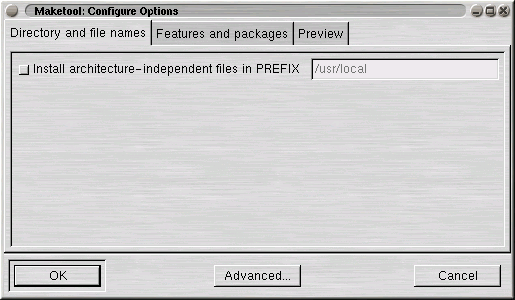 Maketool: Configure Options
Directory and file names Features and packages Preview
Install architecture-independent files in PREFIX /usr/local
OK Advanced... Cancel